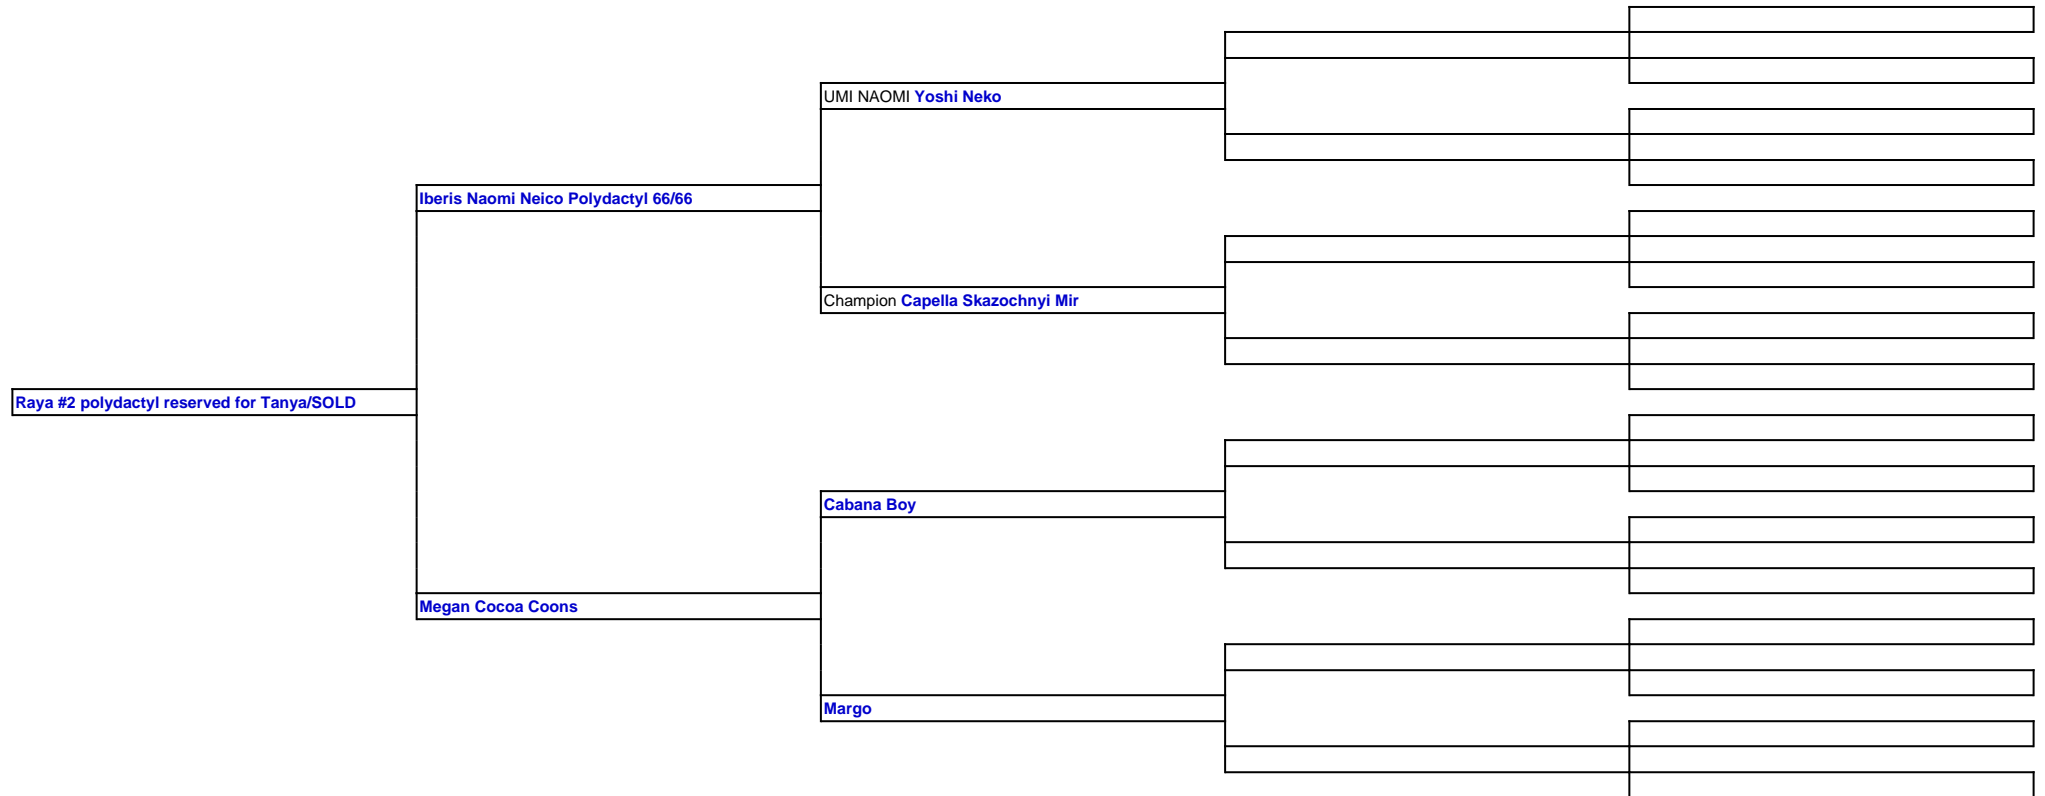 UMI NAOMI Yoshi Neko
Iberis Naomi Neico Polydactyl 66/66
Champion Capella Skazochnyi Mir
Raya #2 polydactyl reserved for Tanya/SOLD
Cabana Boy
Megan Cocoa Coons
Margo